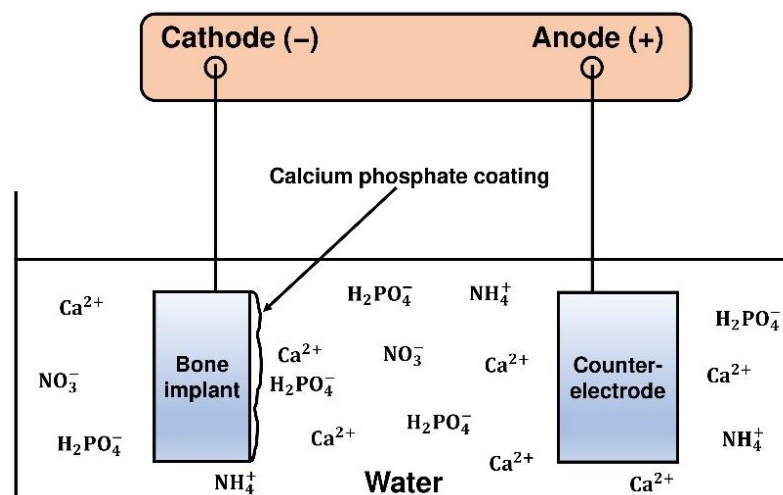 Cathode (−) Anode (+)
Calcium phosphate coating
Ca²⁺
H₂PO₄⁻
NH₄⁺
H₂PO₄⁻
Bone
implant
Ca²⁺
NO₃⁻
Ca²⁺
Counter-
electrode
Ca²⁺
NO₃⁻
H₂PO₄⁻
H₂PO₄⁻
Ca²⁺
H₂PO₄⁻
NH₄⁺
Ca²⁺
NH₄⁺
Water
Ca²⁺